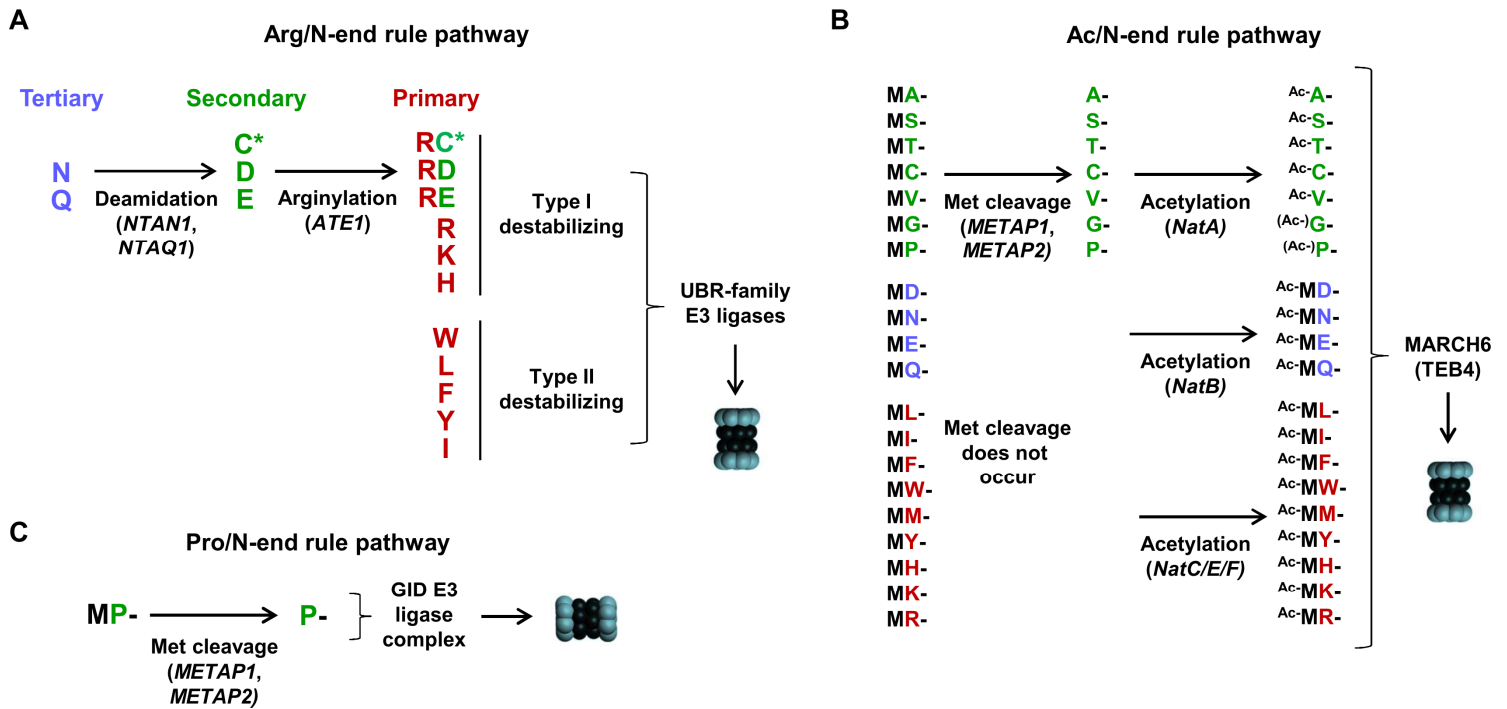 A
Arg/N-end rule pathway
Tertiary
Secondary
Primary
N
Q
Deamidation
(NTAN1,
NTAQ1)
C*
D
E
Arginylation
(ATE1)
RC*
RD
RE
R
K
H
Type I
destabilizing
W
L
F
Y
I
Type II
destabilizing
UBR-family
E3 ligases
B
Ac/N-end rule pathway
MA-
MS-
MT-
MC-
MV-
MG-
MP-
Met cleavage
(METAP1,
METAP2)
A-
S-
T-
C-
V-
G-
P-
Acetylation
(NatA)
Ac-A-
Ac-S-
Ac-T-
Ac-C-
Ac-V-
(Ac-)G-
(Ac-)P-
MD-
MN-
ME-
MQ-
Acetylation
(NatB)
Ac-MD-
Ac-MN-
Ac-ME-
Ac-MQ-
ML-
MI-
MF-
MW-
MM-
MY-
MH-
MK-
MR-
Met cleavage
does not
occur
Acetylation
(NatC/E/F)
Ac-ML-
Ac-MI-
Ac-MF-
Ac-MW-
Ac-MM-
Ac-MY-
Ac-MH-
Ac-MK-
Ac-MR-
MARCH6
(TEB4)
C
Pro/N-end rule pathway
MP-
Met cleavage
(METAP1,
METAP2)
P-
GID E3
ligase
complex